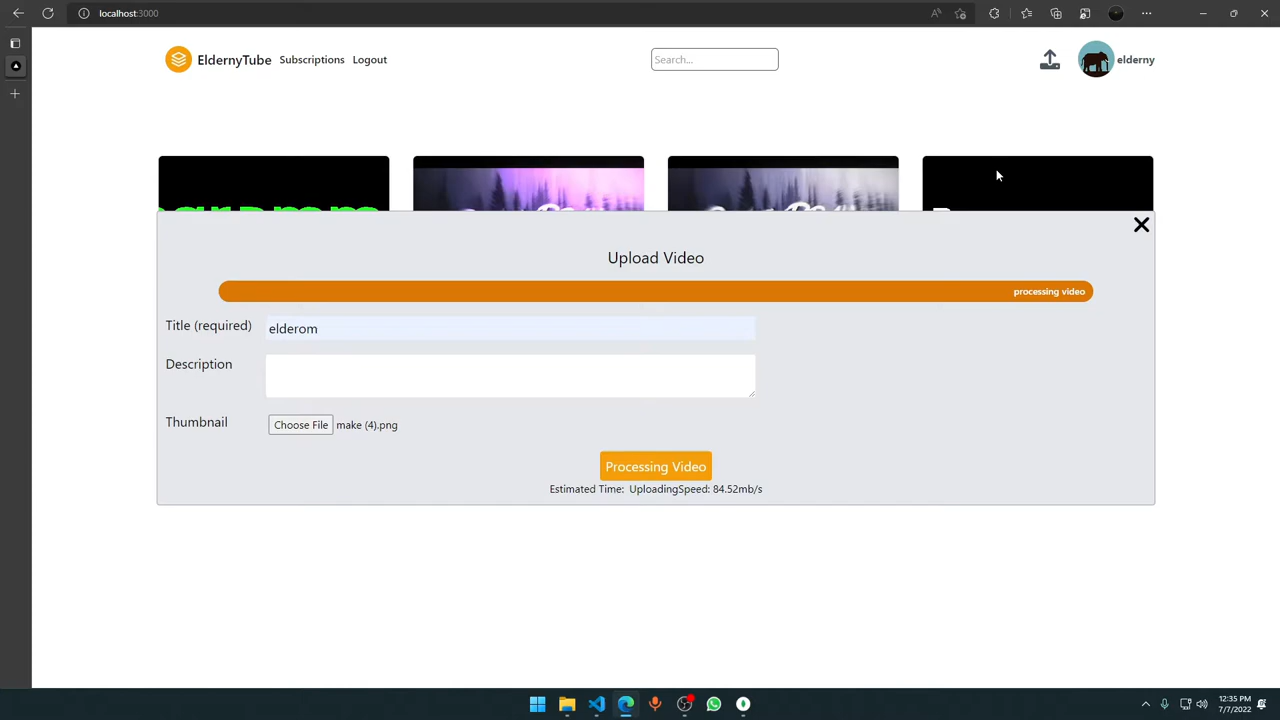 localhost:3000
EldernyTube Subscriptions Logout
Search...
elderny
Upload Video
processing video
Title (required) elderom
Description
Thumbnail Choose File make (4).png
Processing Video
Estimated Time: UploadingSpeed: 84.52mb/s
12:35 PM
7/7/2022